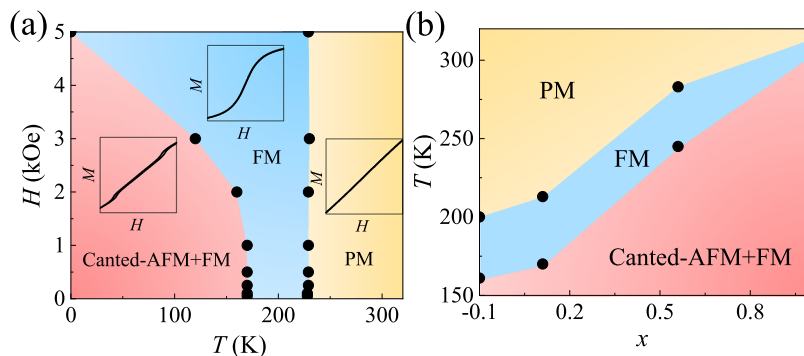 (a)
5
4
3
2
1
0
H (kOe)
M
H
M
H
FM
M
H
Canted-AFM+FM
PM
0
100
200
300
T (K)
(b)
300
250
200
150
T (K)
PM
FM
Canted-AFM+FM
-0.1
0.2
0.5
0.8
x